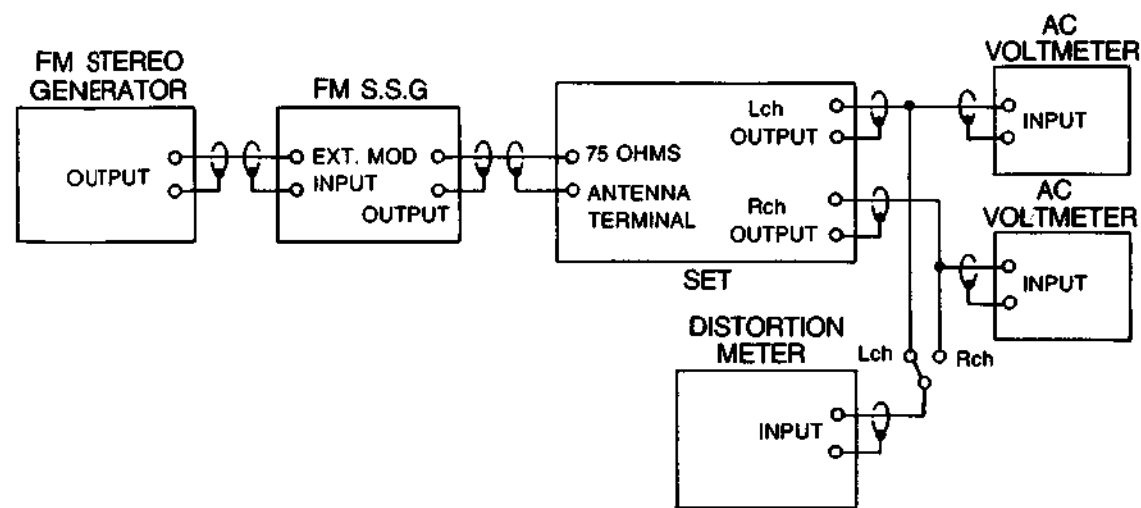 FM STEREO
GENERATOR
OUTPUT
FM S.S.G
EXT. MOD
INPUT
OUTPUT
75 OHMS
ANTENNA
TERMINAL
Lch
OUTPUT
Rch
OUTPUT
SET
AC
VOLTMETER
INPUT
AC
VOLTMETER
INPUT
DISTORTION
METER
INPUT
Lch
Rch